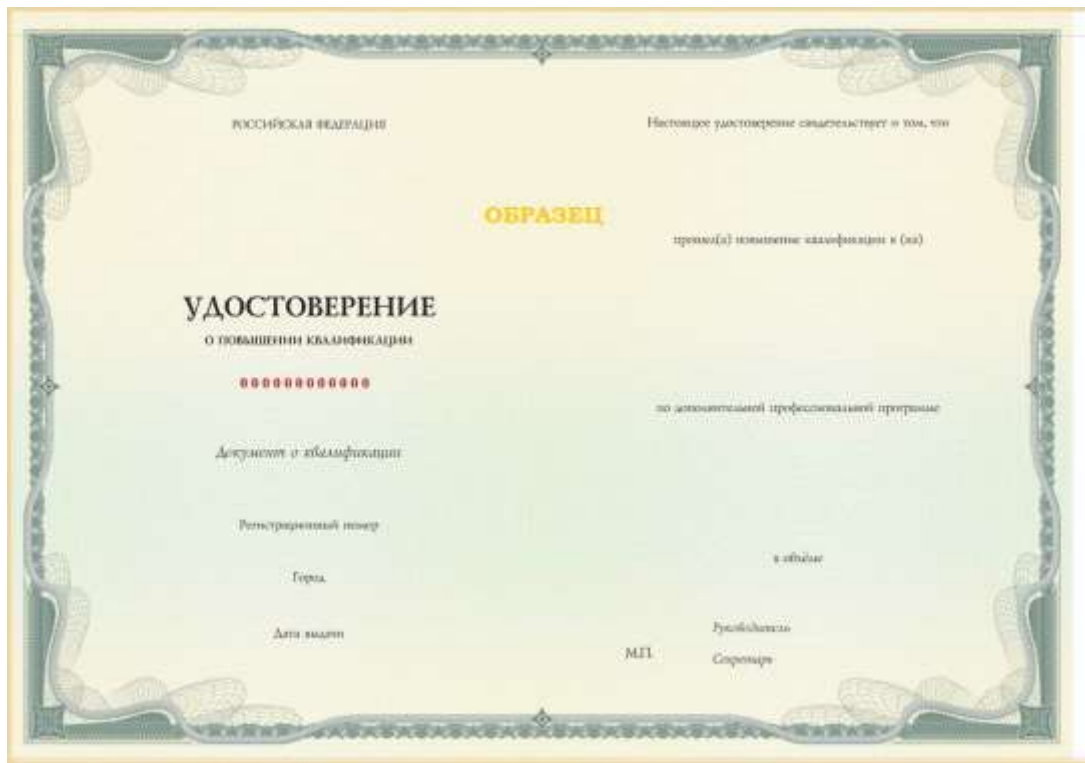 РОССИЙСКАЯ ФЕДЕРАЦИЯ
ОБРАЗЕЦ
УДОСТОВЕРЕНИЕ
О ПОВЫШЕНИИ КВАЛИФИКАЦИИ
000000000000
Документ о квалификации
Регистрационный номер
Город
Дата выдачи
Настоящее удостоверение свидетельствует о том, что
прошел(а) повышение квалификации в (на)
по дополнительной профессиональной программе
в объёме
Руководитель
М.П.
Секретарь